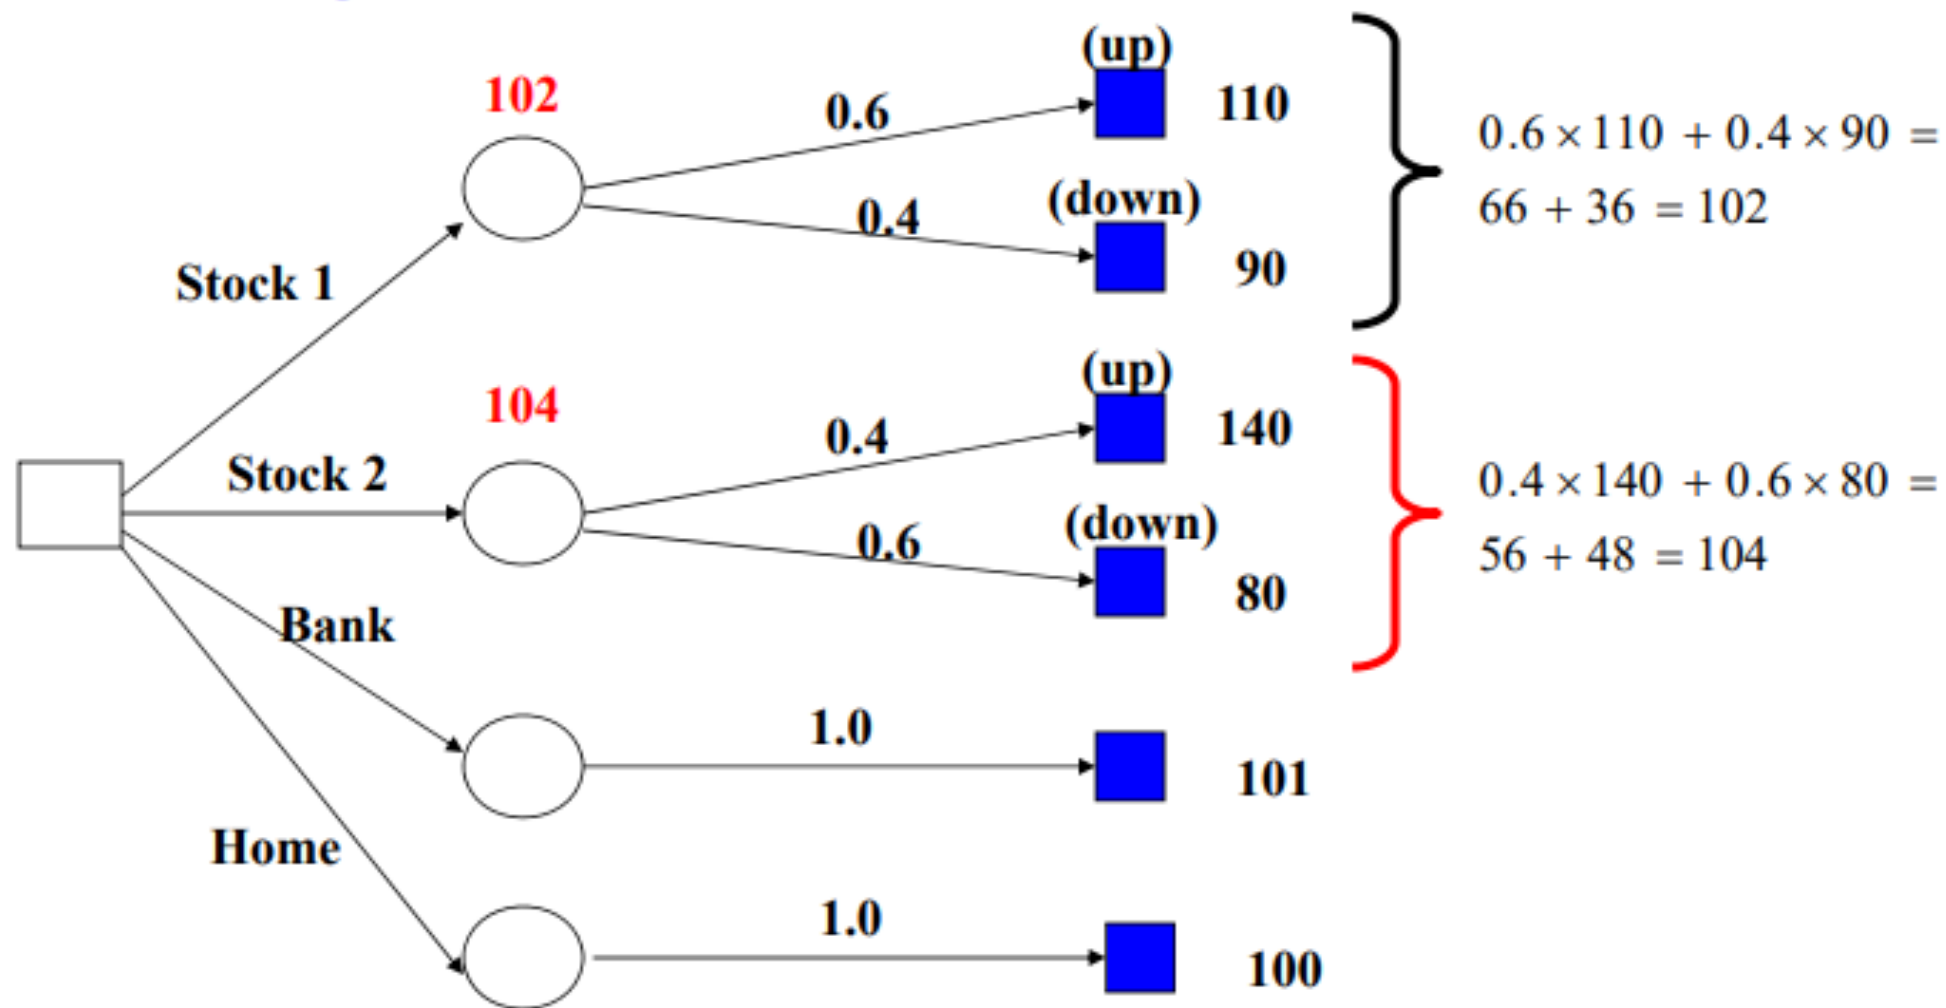 (up)
102
0.6
110
0.6 × 110 + 0.4 × 90 =
(down)
0.4
66 + 36 = 102
90
Stock 1
(up)
104
0.4
140
Stock 2
0.4 × 140 + 0.6 × 80 =
(down)
0.6
56 + 48 = 104
80
Bank
1.0
101
Home
1.0
100